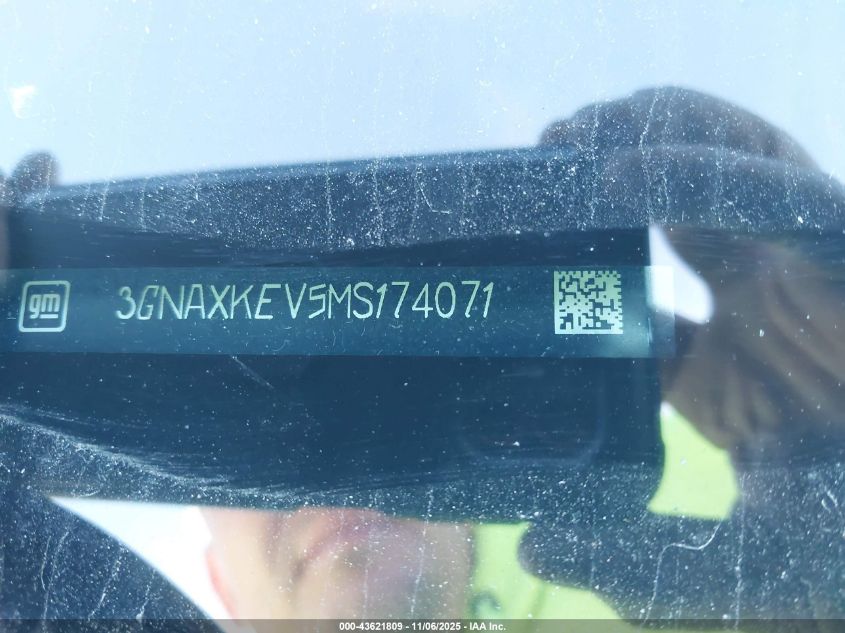 gm 3GNAXKEV5MS174071
000-43621809 - 11/06/2025 - IAA Inc.